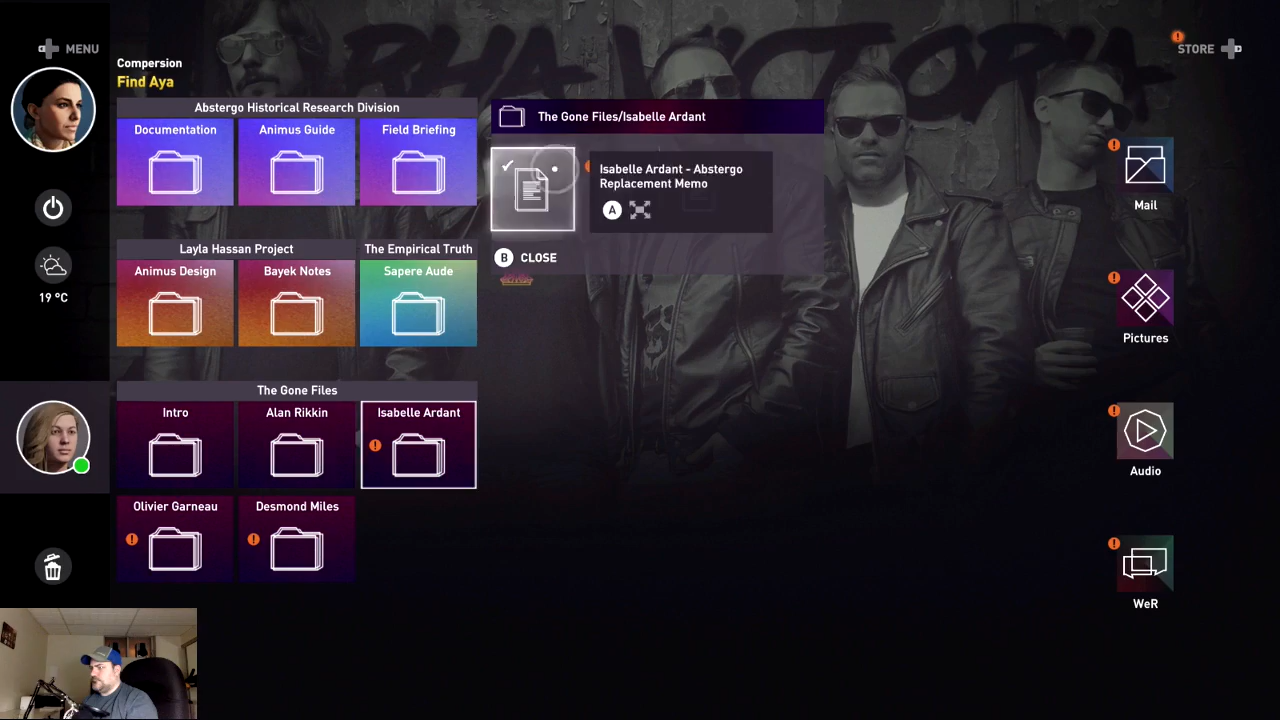 MENU
STORE
Compersion
Find Aya
Abstergo Historical Research Division
Documentation
Animus Guide
Field Briefing
The Gone Files/Isabelle Ardant
Isabelle Ardant - Abstergo
Replacement Memo
A
B CLOSE
Mail
Layla Hassan Project
The Empirical Truth
Animus Design
Bayek Notes
Sapere Aude
19 °C
Pictures
The Gone Files
Intro
Alan Rikkin
Isabelle Ardant
Audio
Olivier Garneau
Desmond Miles
WeR